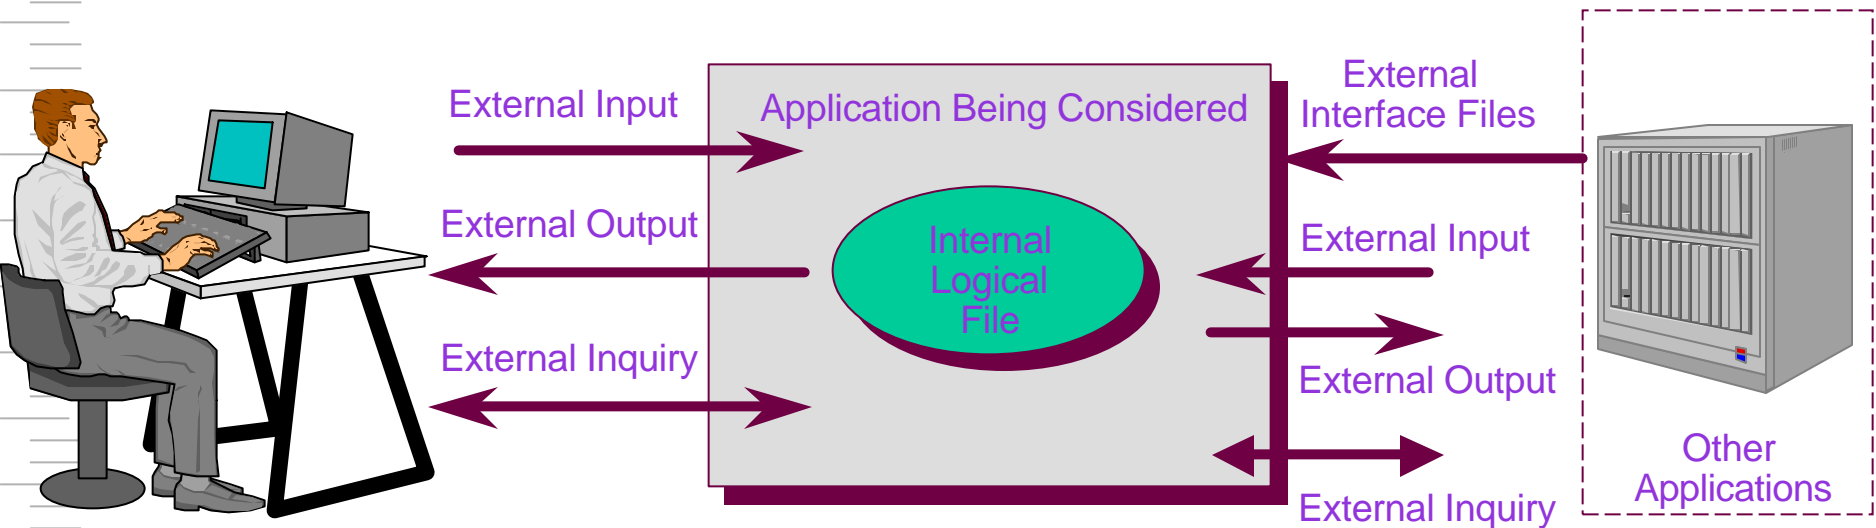 External Input
External Output
External Inquiry
Application Being Considered
Internal
Logical
File
External
Interface Files
External Input
External Output
External Inquiry
Other
Applications